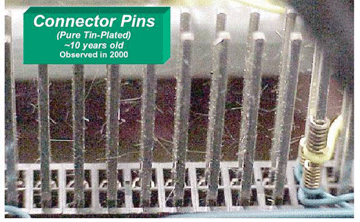 Connector Pins
(Pure Tin-Plated)
~10 years old
Observed in 2000